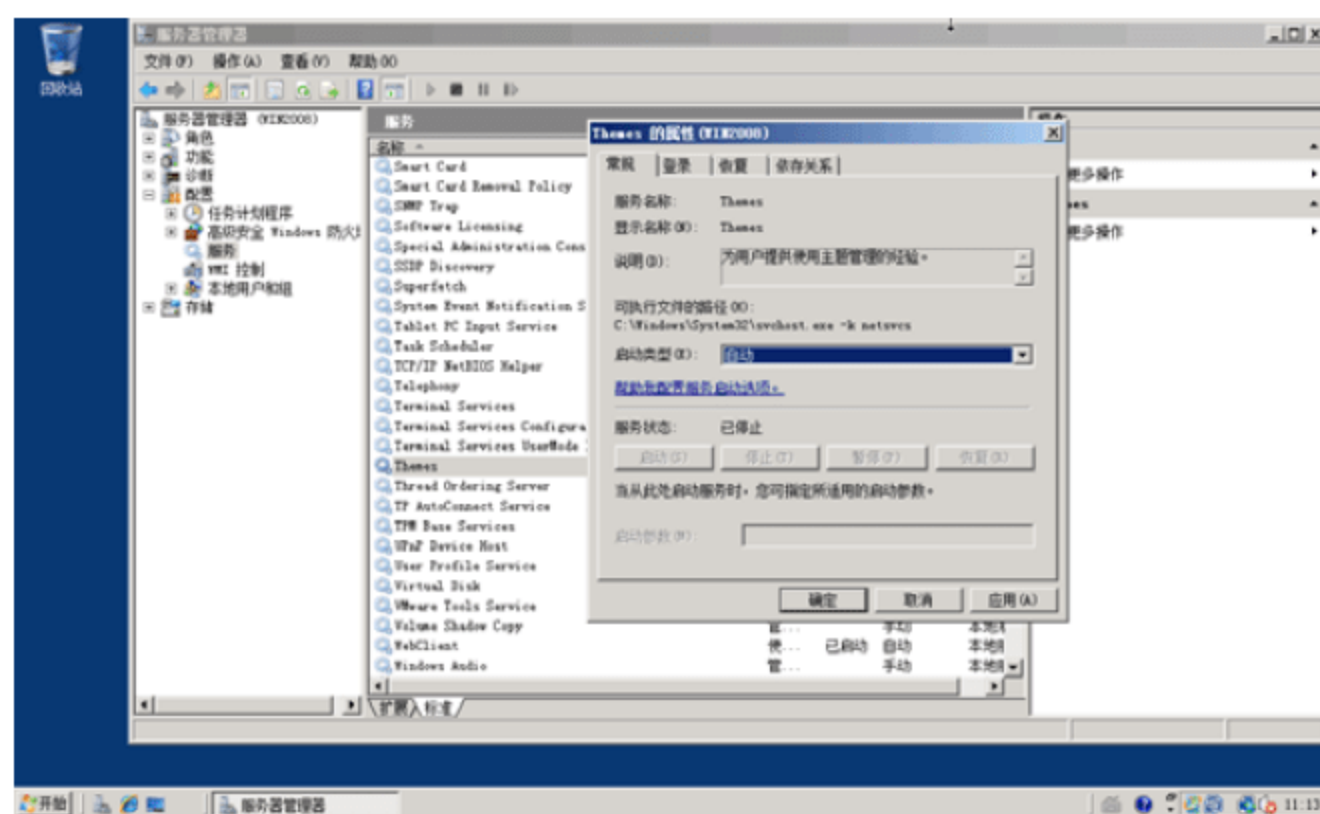 回收站
服务器管理器
文件(F) 操作(A) 查看(V) 帮助(H)
服务器管理器 (WIN2008)
角色
功能
诊断
配置
任务计划程序
高级安全 Windows 防火
服务
WMI 控制
本地用户和组
存储
服务
名称
Smart Card
Smart Card Removal Policy
SNMP Trap
Software Licensing
Special Administration Cons
SSDP Discovery
Superfetch
System Event Notification S
Tablet PC Input Service
Task Scheduler
TCP/IP NetBIOS Helper
Telephony
Terminal Services
Terminal Services Configura
Terminal Services UserMode
Themes
Thread Ordering Server
TP AutoConnect Service
TPM Base Services
UPnP Device Host
User Profile Service
Virtual Disk
VMware Tools Service
Volume Shadow Copy 管... 手动 本地
WebClient 使... 已启动 自动 本地
Windows Audio 管... 手动 本地
扩展 标准
Themes 的属性(WIN2008)
常规 登录 恢复 依存关系
服务名称: Themes
显示名称(N): Themes
说明(D): 为用户提供使用主题管理的经验。
可执行文件的路径(H):
C:\Windows\System32\svchost.exe -k netsvcs
启动类型(E): 自动
帮助我配置服务启动选项。
服务状态: 已停止
启动(S) 停止(T) 暂停(P) 恢复(R)
当从此处启动服务时，您可指定所适用的启动参数。
启动参数(M):
确定 取消 应用(A)
操作
更多操作
mes
更多操作
开始 服务器管理器 11:13